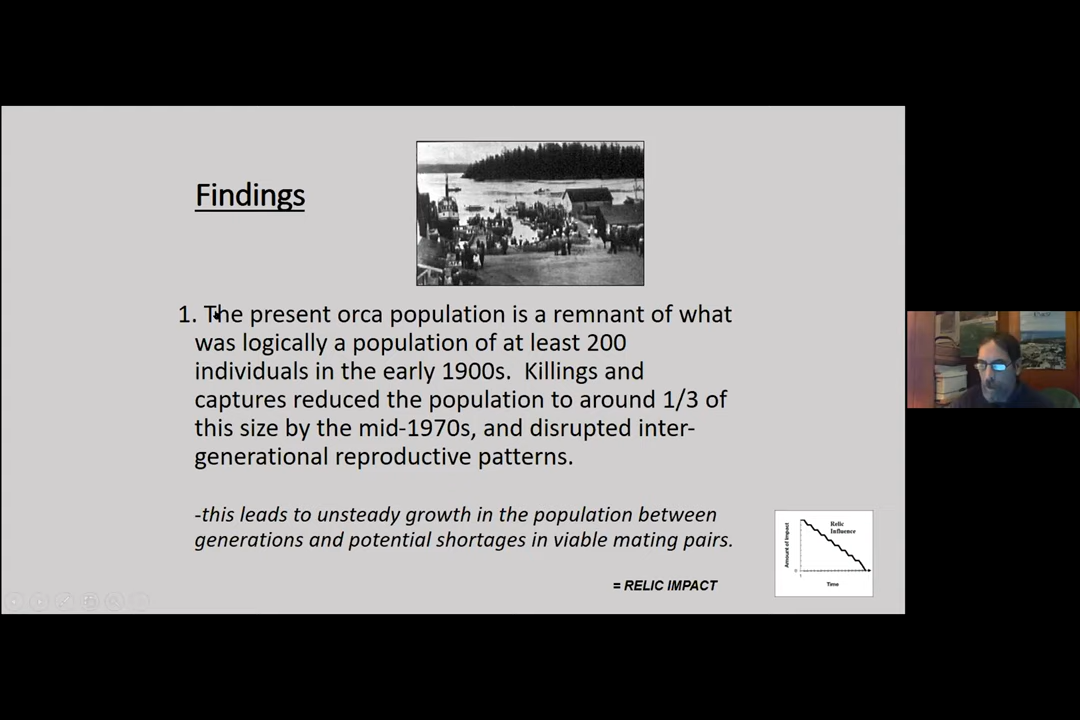 Findings
1. The present orca population is a remnant of what
was logically a population of at least 200
individuals in the early 1900s.  Killings and
captures reduced the population to around 1/3 of
this size by the mid-1970s, and disrupted inter-
generational reproductive patterns.
-this leads to unsteady growth in the population between
generations and potential shortages in viable mating pairs.
= RELIC IMPACT
Relic
Influence
Amount of Impact
Time